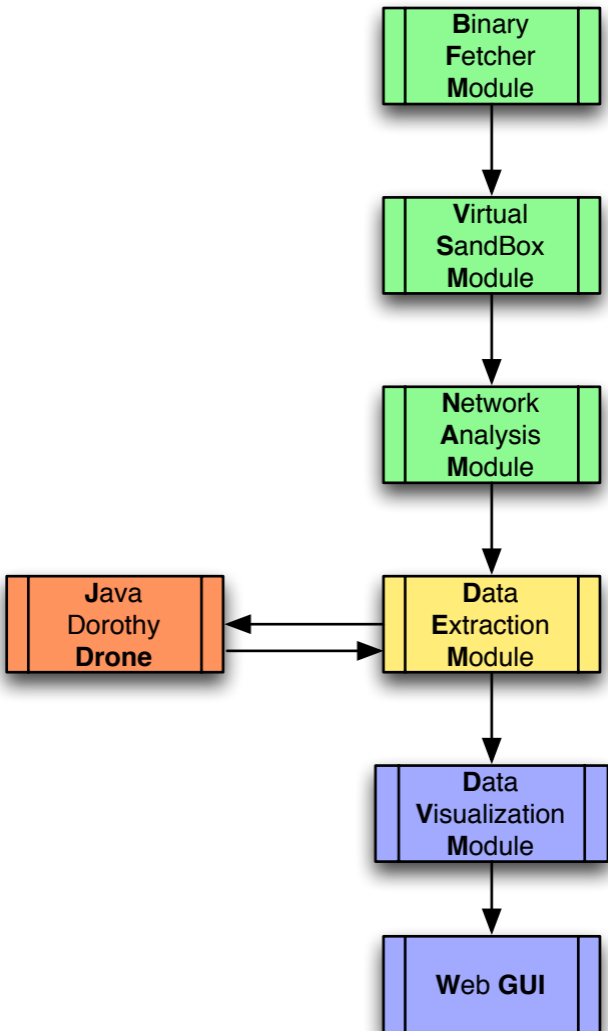 Binary
Fetcher
Module
Virtual
SandBox
Module
Network
Analysis
Module
Java
Dorothy
Drone
Data
Extraction
Module
Data
Visualization
Module
Web GUI